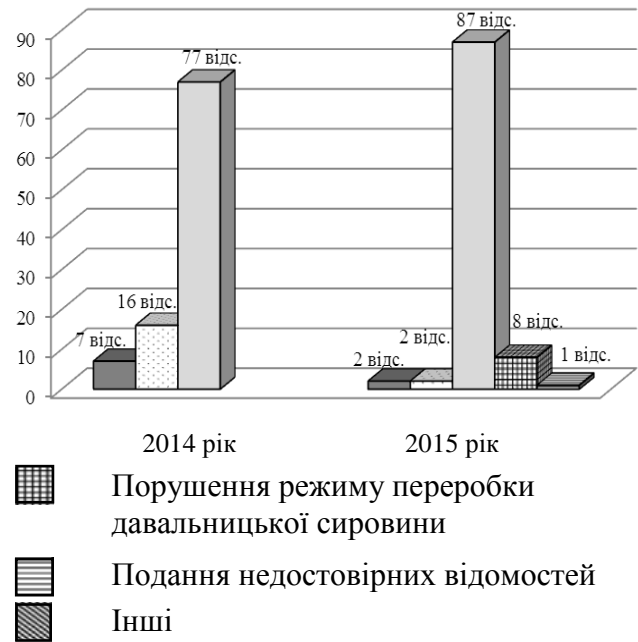 90
80
70
60
50
40
30
20
10
0
77 відс.
87 відс.
16 відс.
7 відс.
2 відс.
2 відс.
8 відс.
1 відс.
2014 рік
2015 рік
Порушення режиму переробки
давальницької сировини
Подання недостовірних відомостей
Інші